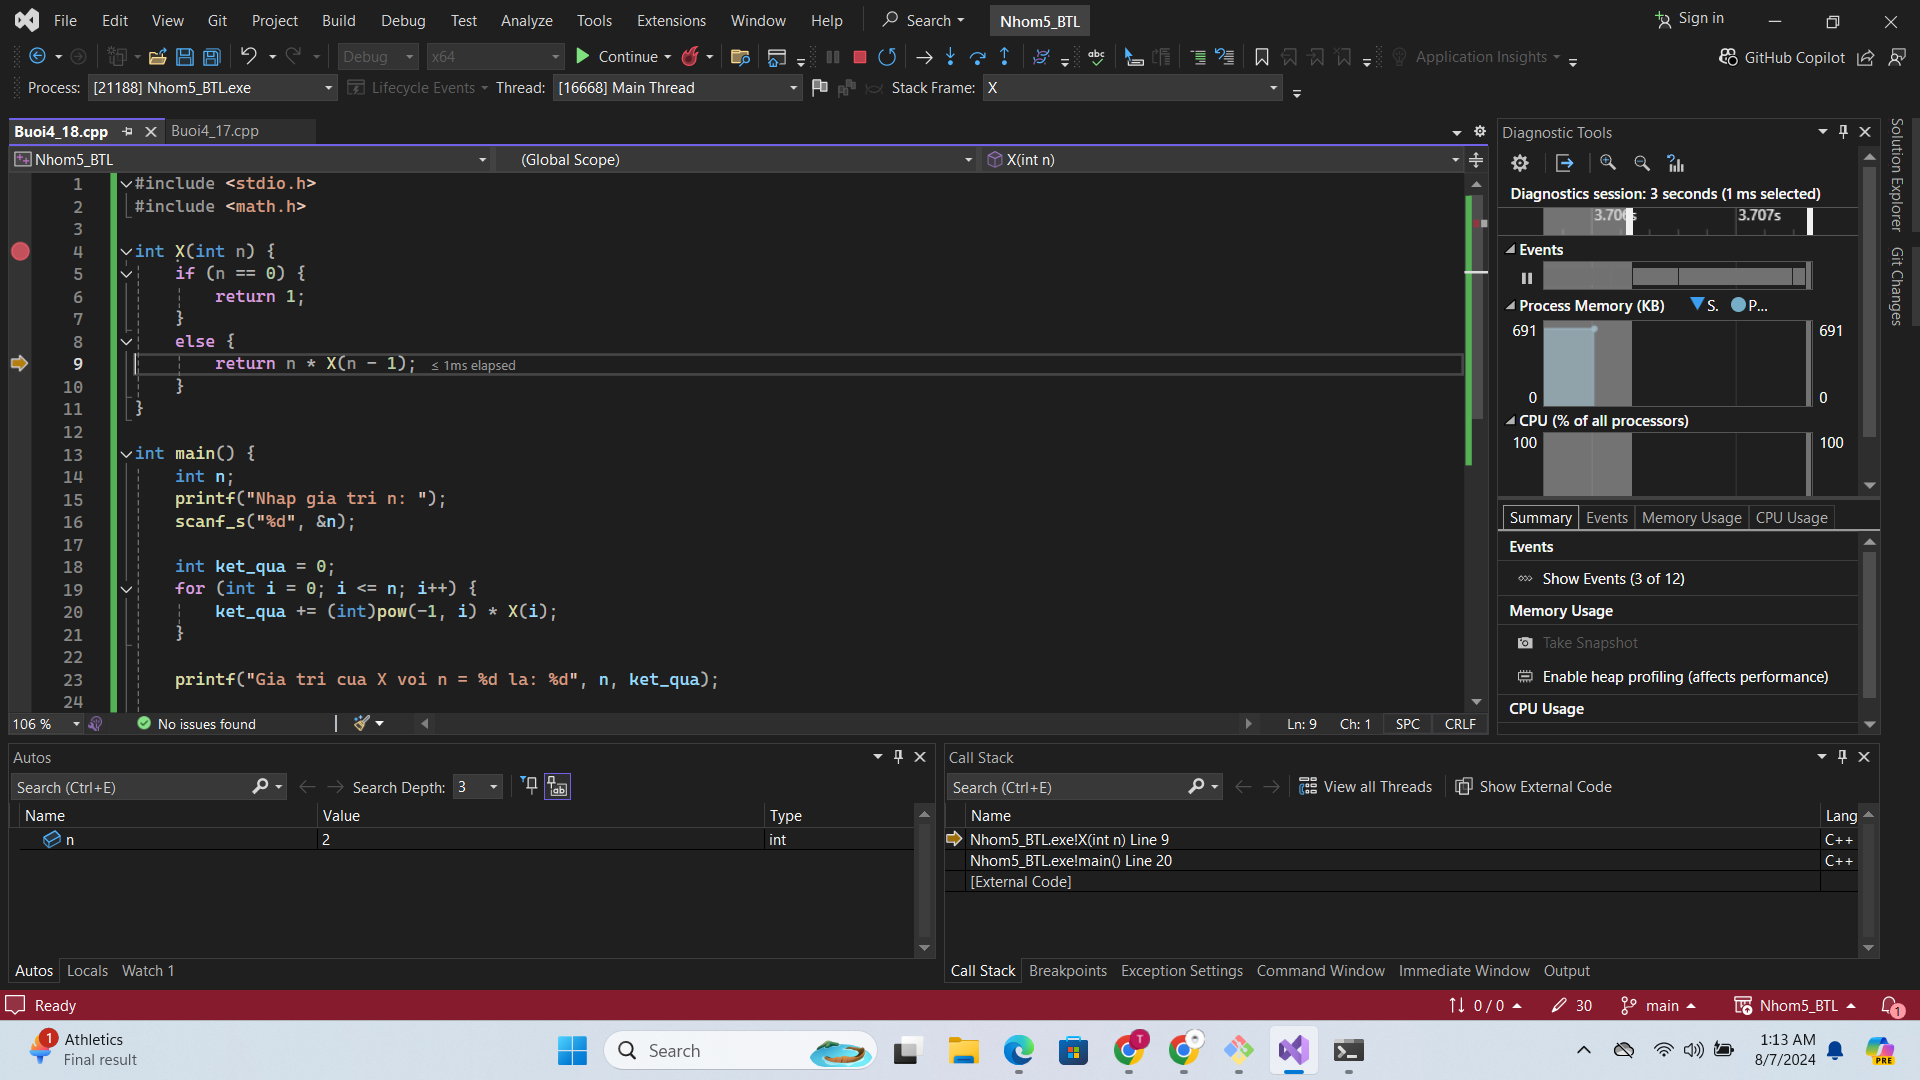 File Edit View Git Project Build Debug Test Analyze Tools Extensions Window Help Search Nhom5_BTL Sign in
Debug x64 Continue abc Application Insights GitHub Copilot
Process: [21188] Nhom5_BTL.exe Lifecycle Events Thread: [16668] Main Thread Stack Frame: X
Buoi4_18.cpp Buoi4_17.cpp
Nhom5_BTL (Global Scope) X(int n)
1 #include <stdio.h>
2 #include <math.h>
3
4 int X(int n) {
5 if (n == 0) {
6 return 1;
7 }
8 else {
9 return n * X(n - 1); ≤ 1ms elapsed
10 }
11 }
12
13 int main() {
14 int n;
15 printf("Nhap gia tri n: ");
16 scanf_s("%d", &n);
17
18 int ket_qua = 0;
19 for (int i = 0; i <= n; i++) {
20 ket_qua += (int)pow(-1, i) * X(i);
21 }
22
23 printf("Gia tri cua X voi n = %d la: %d", n, ket_qua);
24
106 % No issues found Ln: 9 Ch: 1 SPC CRLF
Diagnostic Tools
Diagnostics session: 3 seconds (1 ms selected)
3.706s 3.707s
Events
Process Memory (KB) S. P...
691 691
0 0
CPU (% of all processors)
100 100
Summary Events Memory Usage CPU Usage
Events
Show Events (3 of 12)
Memory Usage
Take Snapshot
Enable heap profiling (affects performance)
CPU Usage
Solution Explorer
Git Changes
Autos
Search (Ctrl+E) Search Depth: 3
Name Value Type
n 2 int
Autos Locals Watch 1
Call Stack
Search (Ctrl+E) View all Threads Show External Code
Name Lang
Nhom5_BTL.exe!X(int n) Line 9 C++
Nhom5_BTL.exe!main() Line 20 C++
[External Code]
Call Stack Breakpoints Exception Settings Command Window Immediate Window Output
Ready 0 / 0 30 main Nhom5_BTL 1
1 Athletics
Final result
Search
T
1:13 AM
8/7/2024
PRE